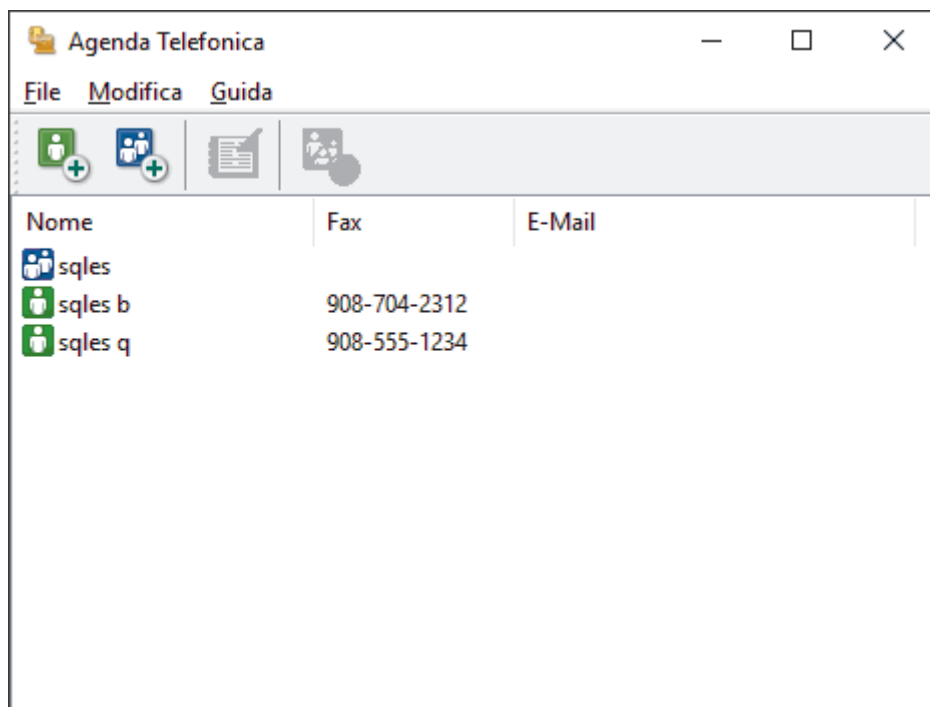 Agenda Telefonica
File Modifica Guida
Nome Fax E-Mail
sqles
sqles b 908-704-2312
sqles q 908-555-1234